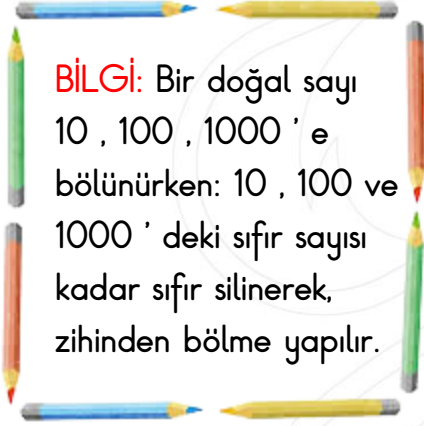 BİLGİ: Bir doğal sayı
10 , 100 , 1000 ' e
bölünürken: 10 , 100 ve
1000 ' deki sıfır sayısı
kadar sıfır silinerek,
zihinden bölme yapılır.